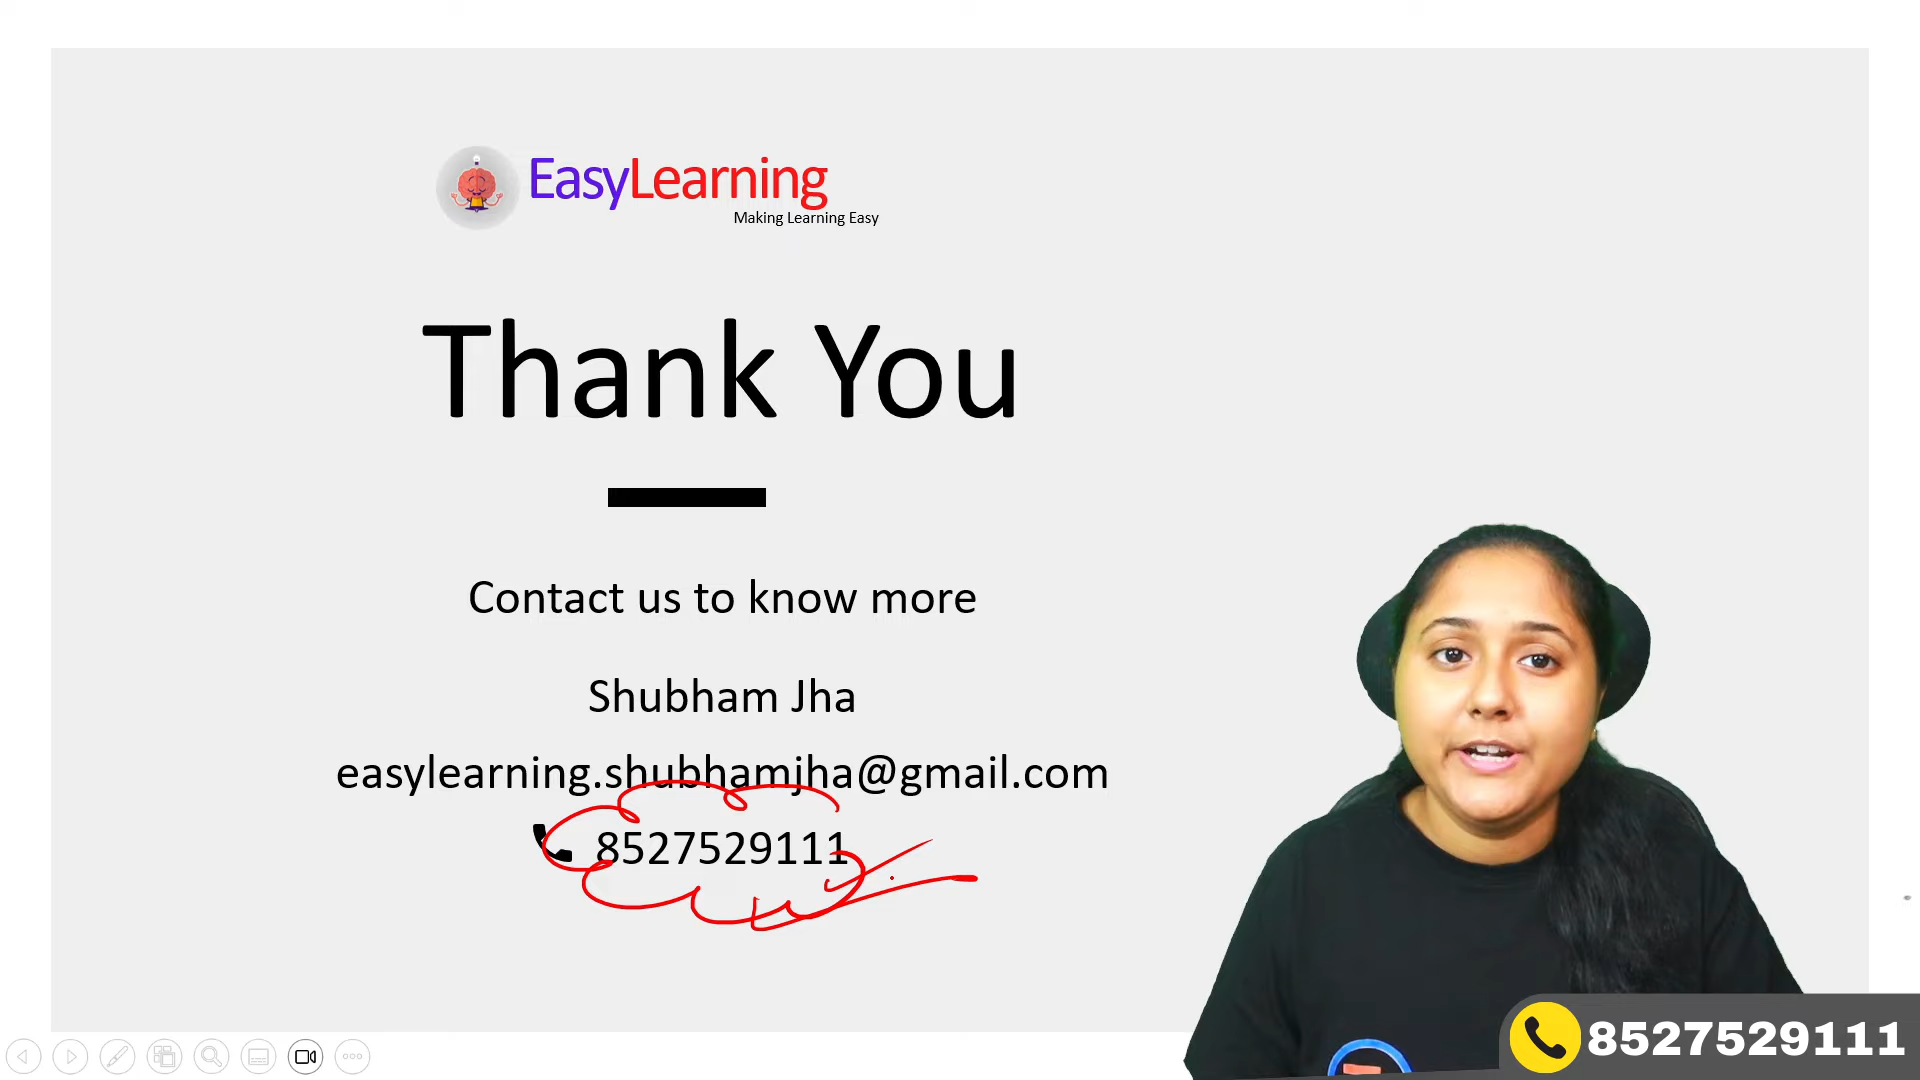 EasyLearning
Making Learning Easy
Thank You
Contact us to know more
Shubham Jha
easylearning.shubhamjha@gmail.com
8527529111
8527529111